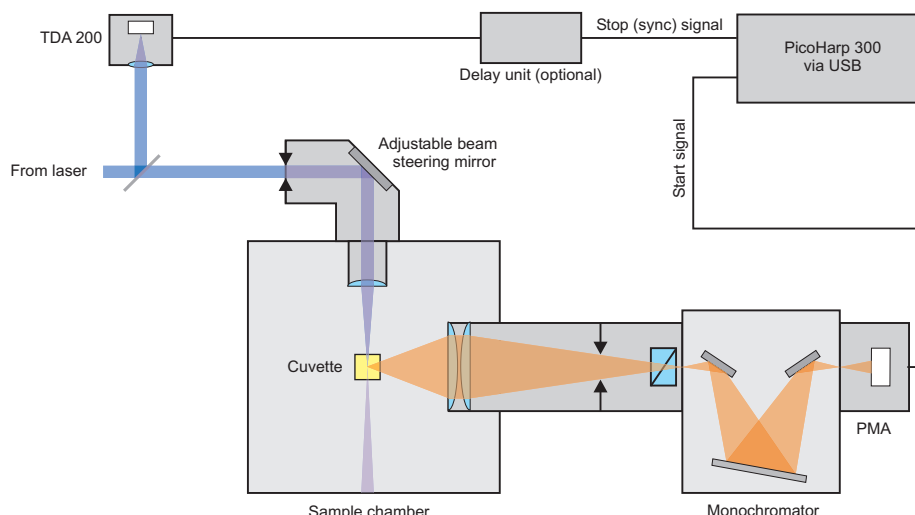 TDA 200
Stop (sync) signal
PicoHarp 300
via USB
Delay unit (optional)
Start signal
Adjustable beam
steering mirror
From laser
Cuvette
PMA
Sample chamber
Monochromator